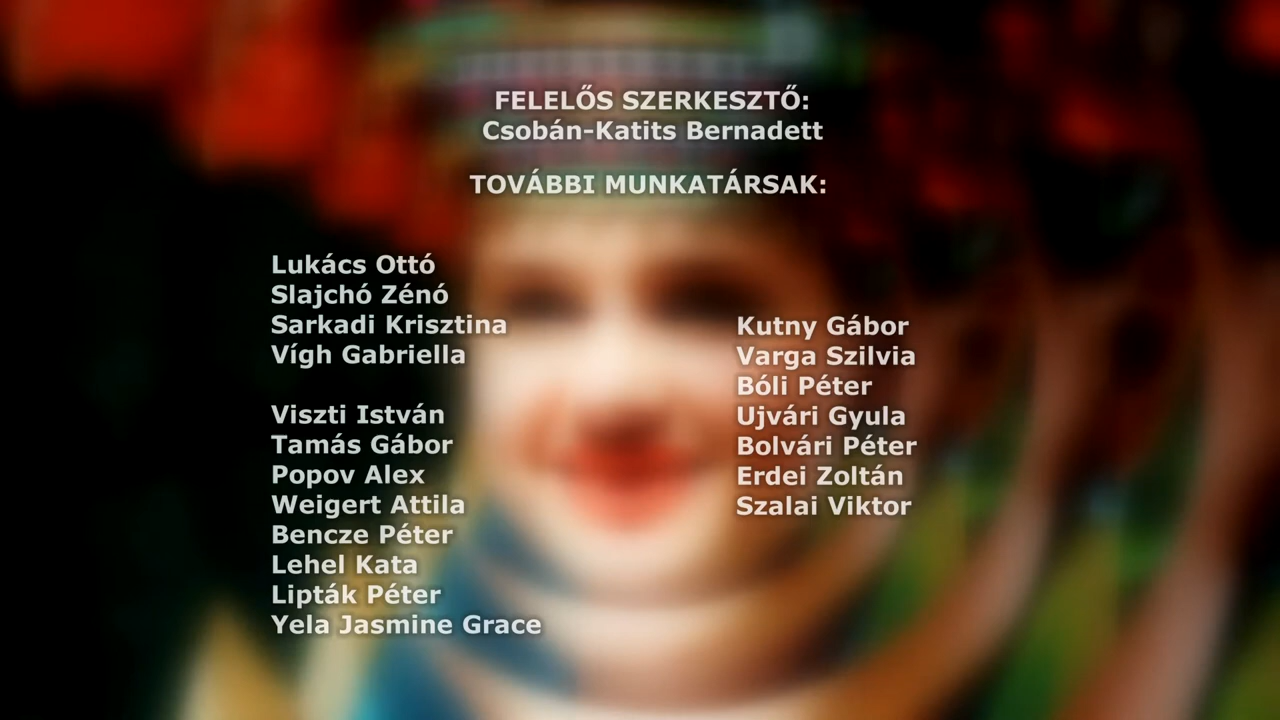 FELELŐS SZERKESZTŐ:
Csobán-Katits Bernadett
TOVÁBBI MUNKATÁRSAK:
Lukács Ottó
Slajchó Zénó
Sarkadi Krisztina
Vígh Gabriella
Viszti István
Tamás Gábor
Popov Alex
Weigert Attila
Bencze Péter
Lehel Kata
Lipták Péter
Yela Jasmine Grace
Kutny Gábor
Varga Szilvia
Bóli Péter
Ujvári Gyula
Bolvári Péter
Erdei Zoltán
Szalai Viktor